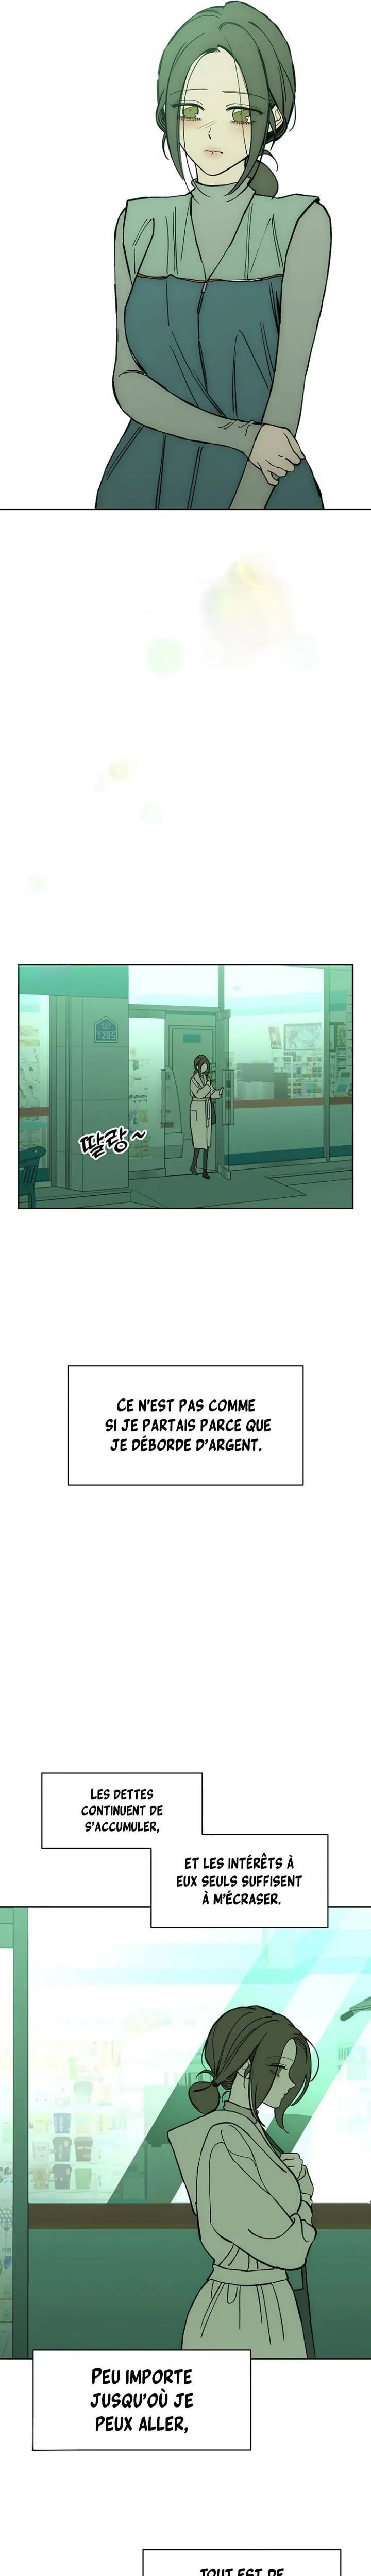 1205
딸랑~
CE N'EST PAS COMME
SI JE PARTAIS PARCE QUE
JE DÉBORDE D'ARGENT.
LES DETTES
CONTINUENT DE
S'ACCUMULER,
ET LES INTÉRÊTS À
EUX SEULS SUFFISENT
À M'ÉCRASER.
PEU IMPORTE
JUSQU'OÙ JE
PEUX ALLER,
TOUT EST DE